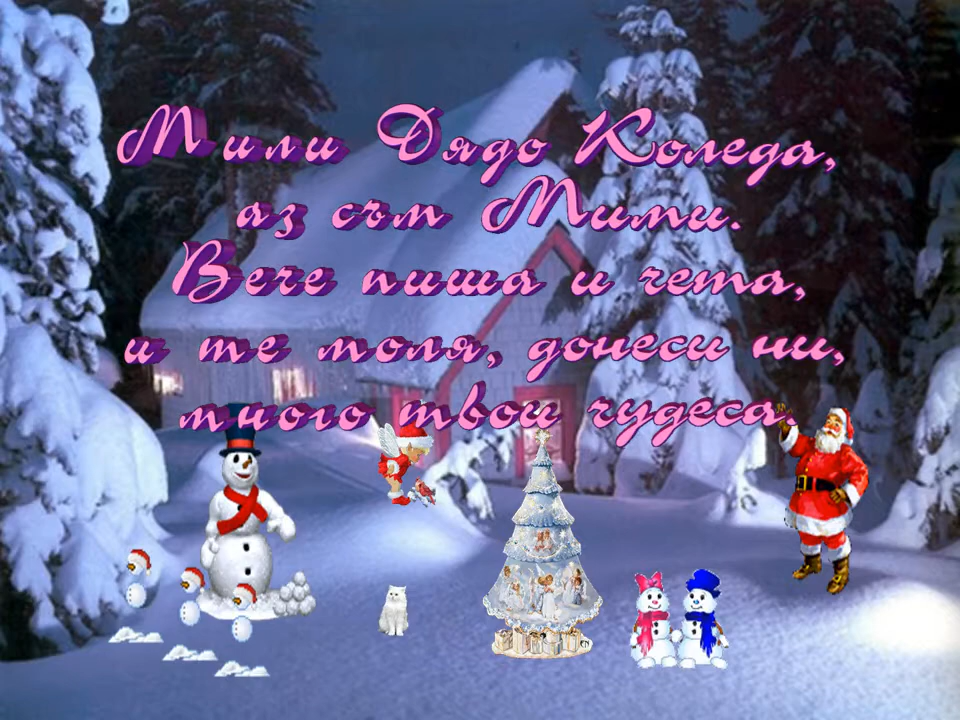 Мили Дядо Коледа,
аз съм Мими.
Вече пиша и чета,
и те моля, донеси ни,
много твои чудеса.